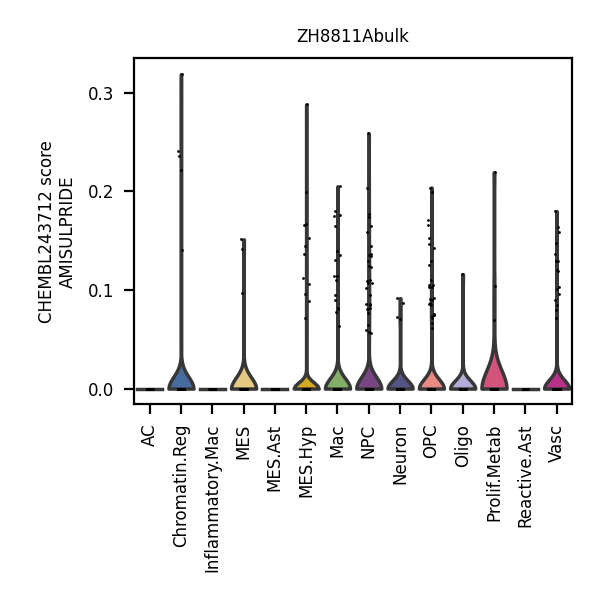 ZH8811Abulk
CHEMBL243712 score
AMISULPRIDE
0.3
0.2
0.1
0.0
AC
Chromatin.Reg
Inflammatory.Mac
MES
MES.Ast
MES.Hyp
Mac
NPC
Neuron
OPC
Oligo
Prolif.Metab
Reactive.Ast
Vasc